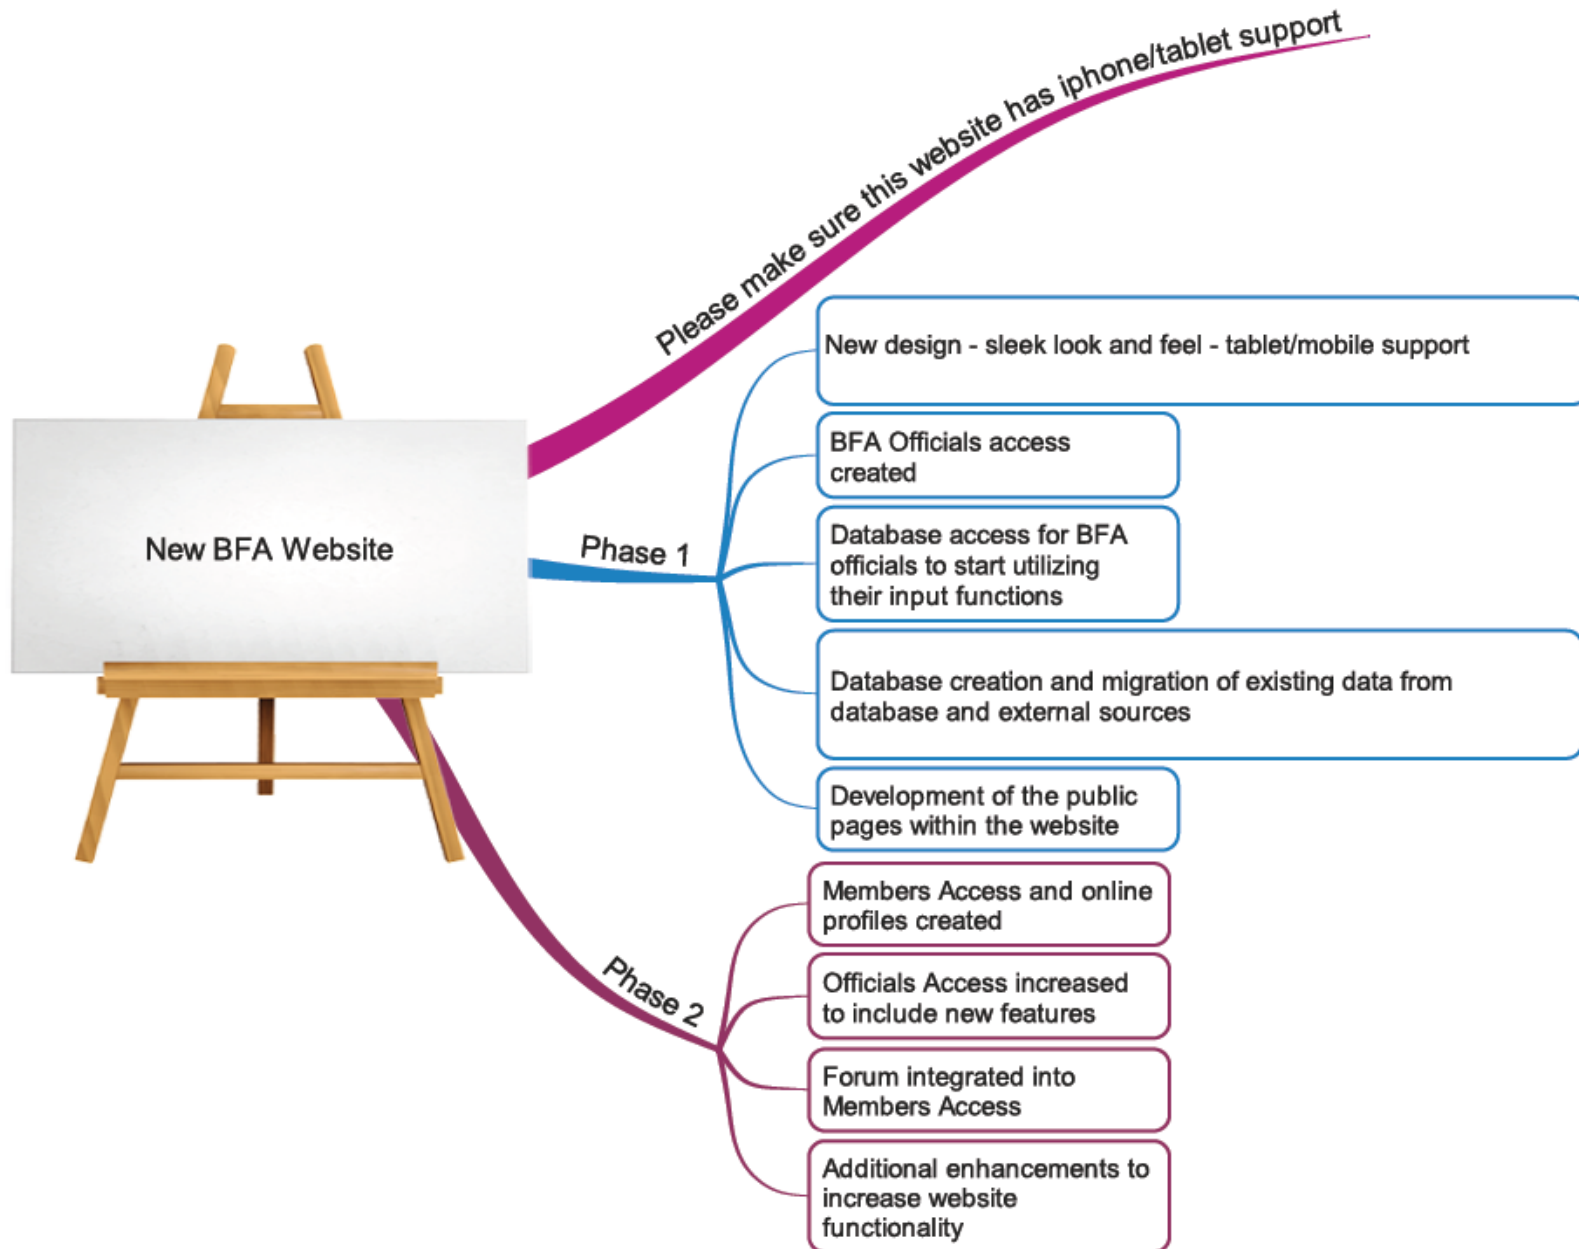 Please make sure this website has iphone/tablet support
New BFA Website
Phase 1
New design - sleek look and feel - tablet/mobile support
BFA Officials access
created
Database access for BFA
officials to start utilizing
their input functions
Database creation and migration of existing data from
database and external sources
Development of the public
pages within the website
Phase 2
Members Access and online
profiles created
Officials Access increased
to include new features
Forum integrated into
Members Access
Additional enhancements to
increase website
functionality